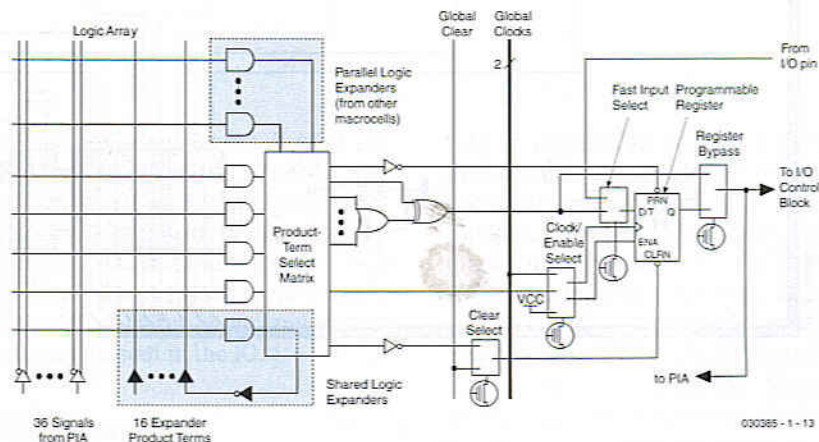 Logic Array
Global
Clear
Global
Clocks
2
Parallel Logic
Expanders
(from other
macrocells)
From
I/O pin
Fast Input
Select
Programmable
Register
Register
Bypass
To I/O
Control
Block
PRN
D/T Q
ENA
CLRN
Product-
Term
Select
Matrix
Clock/
Enable
Select
VCC
Clear
Select
Shared Logic
Expanders
to PIA
36 Signals
from PIA
16 Expander
Product Terms
030385 - 1 - 13